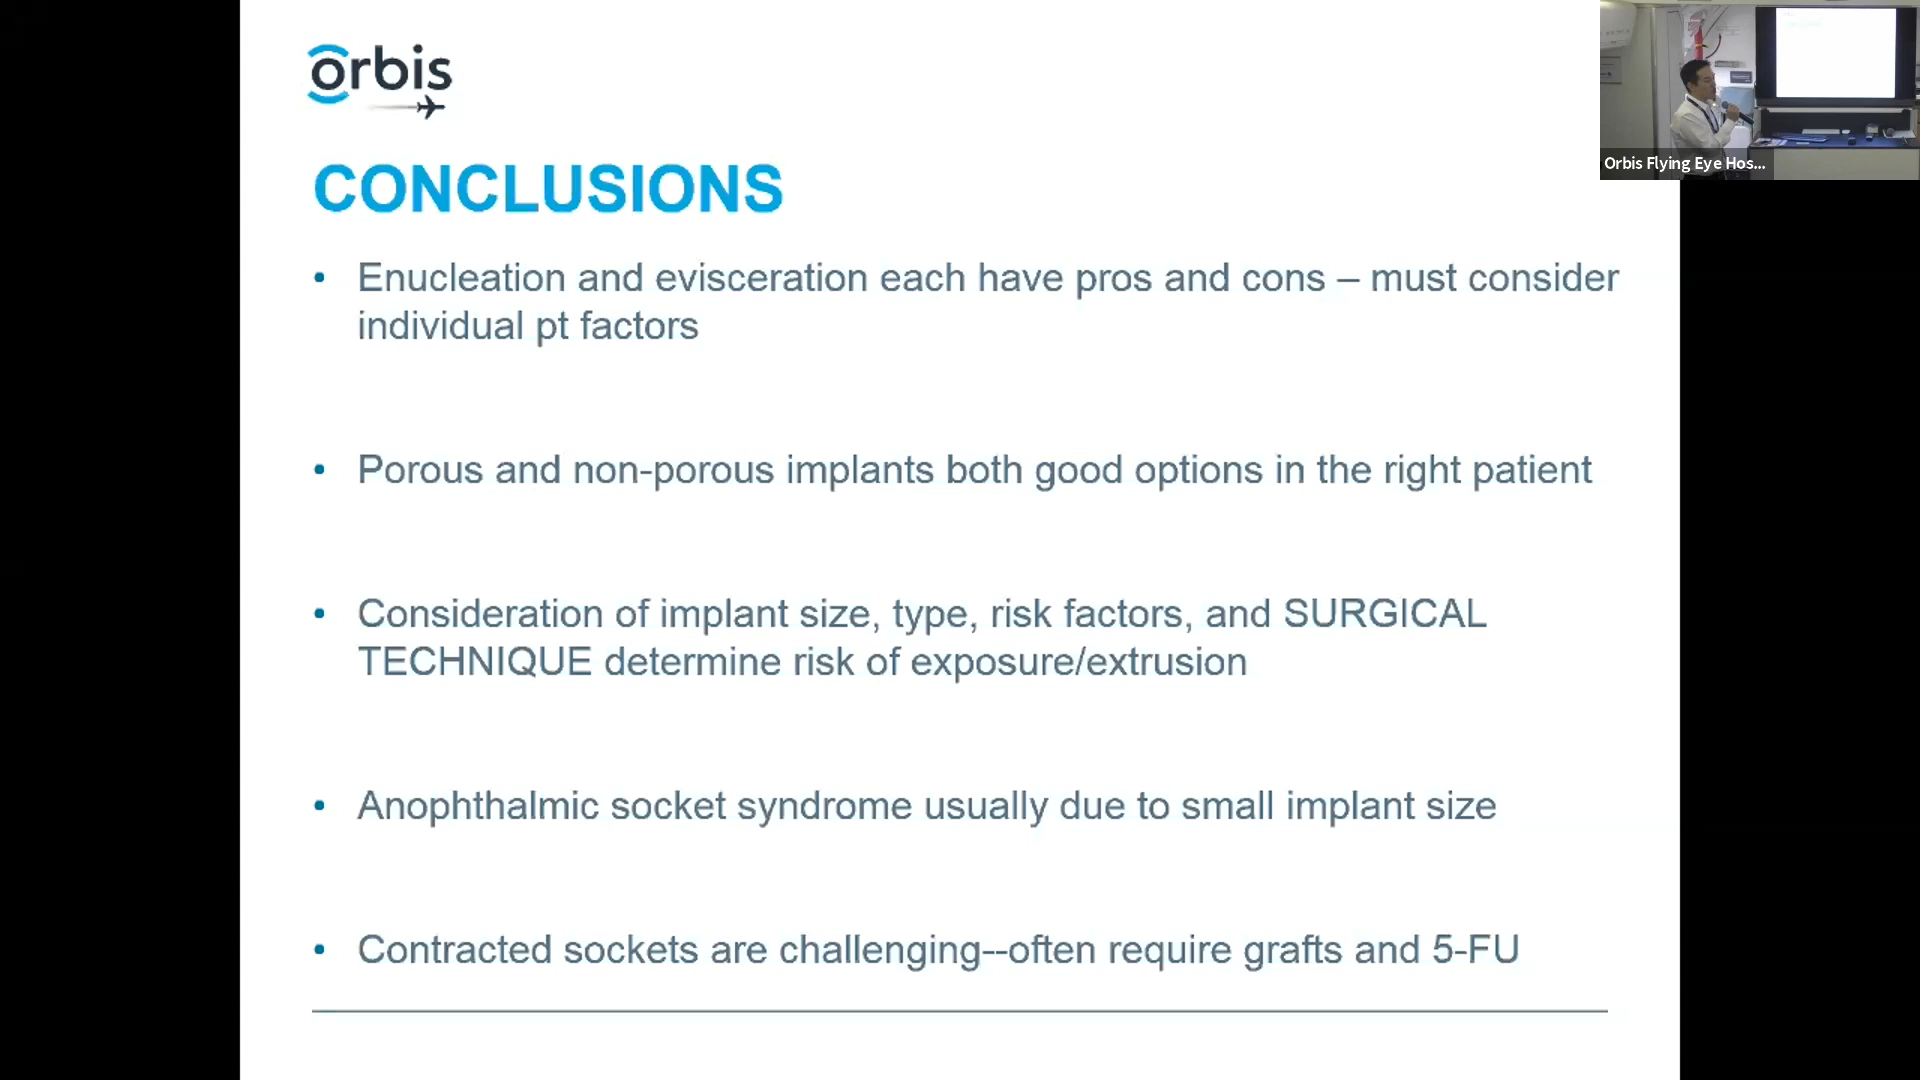 orbis
Orbis Flying Eye Hos...
CONCLUSIONS
• Enucleation and evisceration each have pros and cons – must consider
individual pt factors
• Porous and non-porous implants both good options in the right patient
• Consideration of implant size, type, risk factors, and SURGICAL
TECHNIQUE determine risk of exposure/extrusion
• Anophthalmic socket syndrome usually due to small implant size
• Contracted sockets are challenging--often require grafts and 5-FU